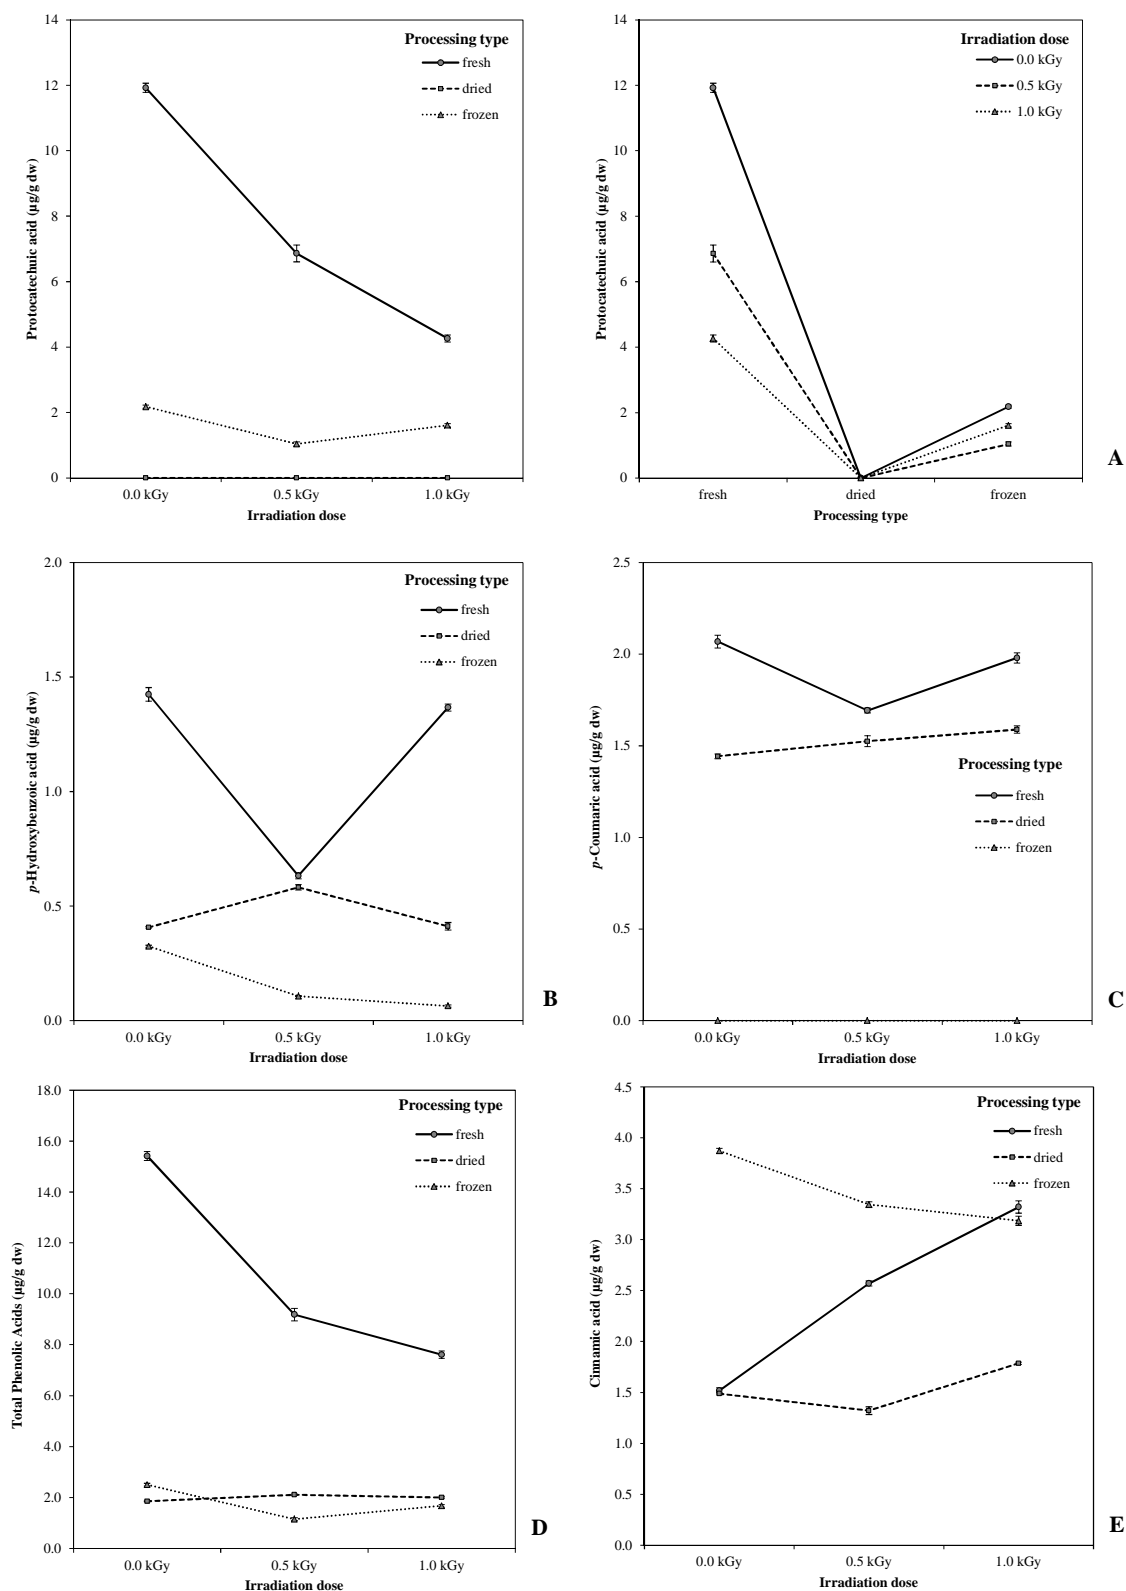 14
12
10
8
6
4
2
0
Protocatechuic acid (µg/g dw)
Processing type
fresh
dried
frozen
0.0 kGy 0.5 kGy 1.0 kGy
Irradiation dose
14
12
10
8
6
4
2
0
Protocatechuic acid (µg/g dw)
Irradiation dose
0.0 kGy
0.5 kGy
1.0 kGy
fresh dried frozen
Processing type
A
2.0
1.5
1.0
0.5
0.0
p-Hydroxybenzoic acid (µg/g dw)
Processing type
fresh
dried
frozen
0.0 kGy 0.5 kGy 1.0 kGy
Irradiation dose
B
2.5
2.0
1.5
1.0
0.5
0.0
p-Coumaric acid (µg/g dw)
Processing type
fresh
dried
frozen
0.0 kGy 0.5 kGy 1.0 kGy
Irradiation dose
C
18.0
16.0
14.0
12.0
10.0
8.0
6.0
4.0
2.0
0.0
Total Phenolic Acids (µg/g dw)
Processing type
fresh
dried
frozen
0.0 kGy 0.5 kGy 1.0 kGy
Irradiation dose
D
4.5
4.0
3.5
3.0
2.5
2.0
1.5
1.0
0.5
0.0
Cinnamic acid (µg/g dw)
Processing type
fresh
dried
frozen
0.0 kGy 0.5 kGy 1.0 kGy
Irradiation dose
E